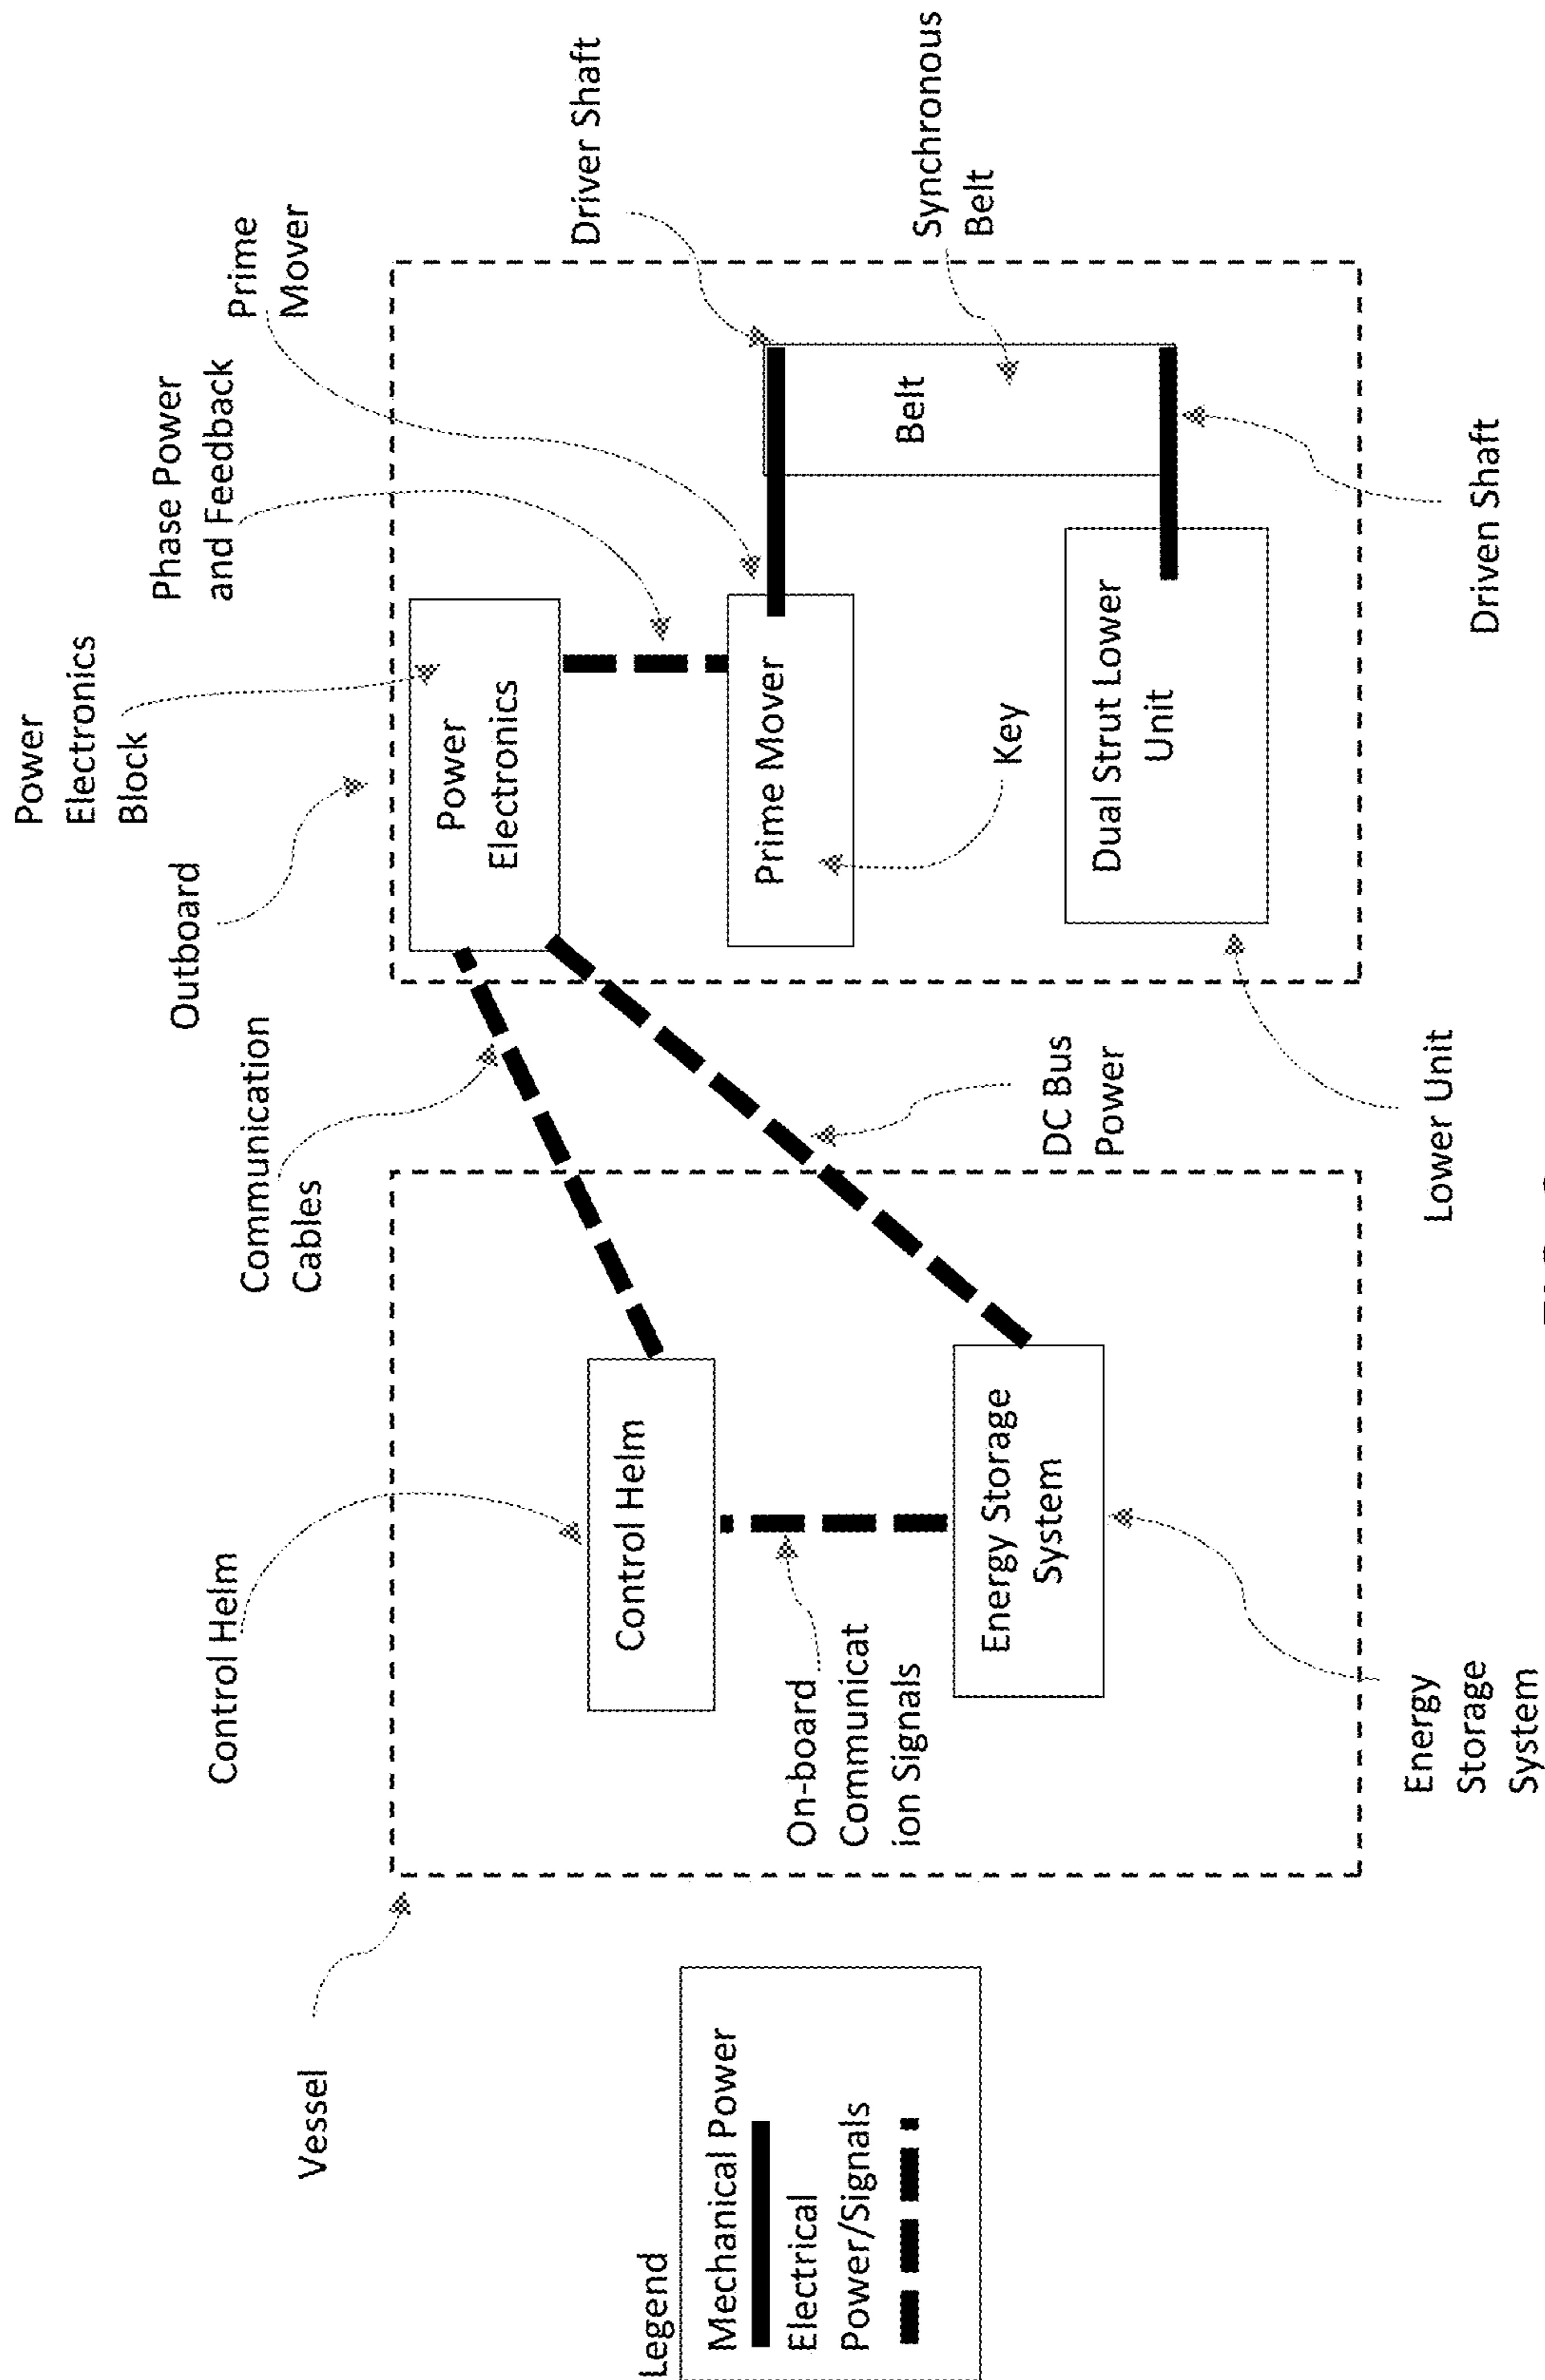 Legend
Mechanical Power
Electrical
Power/Signals
Vessel
Control Helm
Control Helm
On-board
Communicat
ion Signals
Energy Storage
System
Energy
Storage
System
Communication
Cables
DC Bus
Power
Outboard
Power
Electronics
Block
Power
Electronics
Phase Power
and Feedback
Prime
Mover
Prime Mover
Key
Driver Shaft
Belt
Synchronous
Belt
Dual Strut Lower
Unit
Lower Unit
Driven Shaft